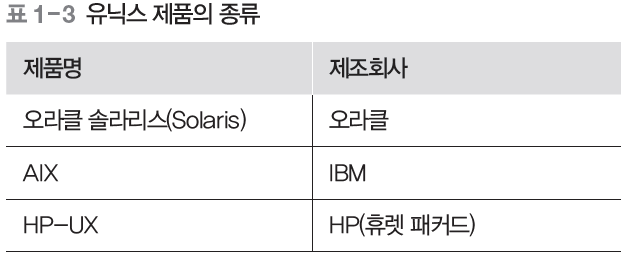 표 1-3 유닉스 제품의 종류
제품명 제조회사
오라클 솔라리스(Solaris) 오라클
AIX IBM
HP-UX HP(휴렛 패커드)